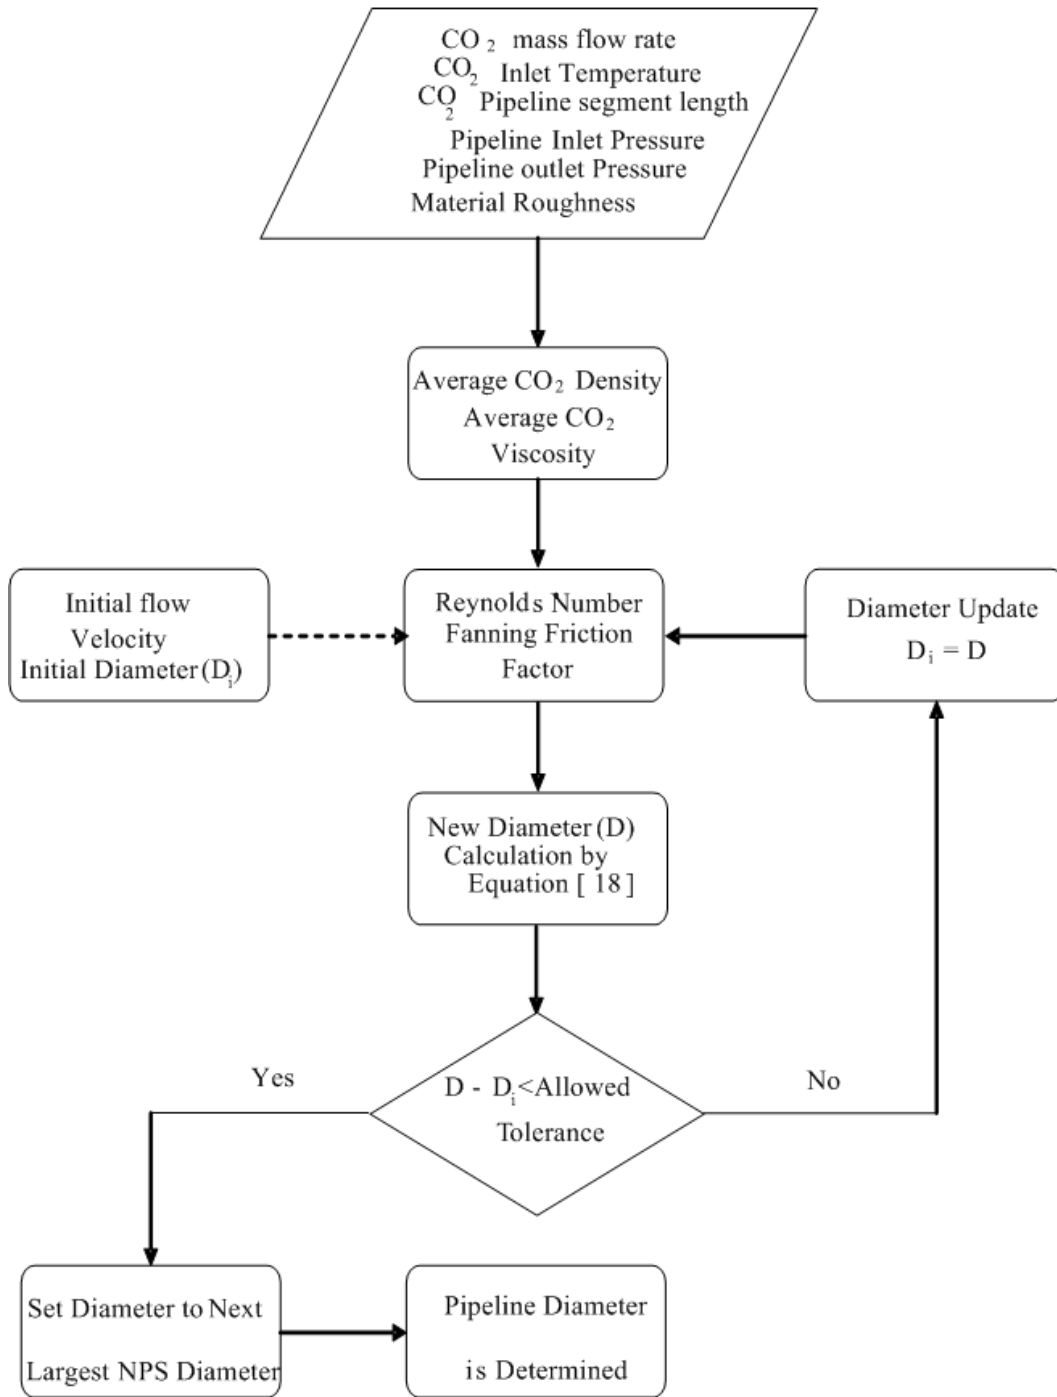 CO₂ mass flow rate
CO₂ Inlet Temperature
CO₂ Pipeline segment length
Pipeline Inlet Pressure
Pipeline outlet Pressure
Material Roughness
Average CO₂ Density
Average CO₂
Viscosity
Initial flow
Velocity
Initial Diameter (Dᵢ)
Reynolds Number
Fanning Friction
Factor
Diameter Update
Dᵢ = D
New Diameter (D)
Calculation by
Equation [ 18 ]
Yes
D - Dᵢ<Allowed
Tolerance
No
Set Diameter to Next
Largest NPS Diameter
Pipeline Diameter
is Determined